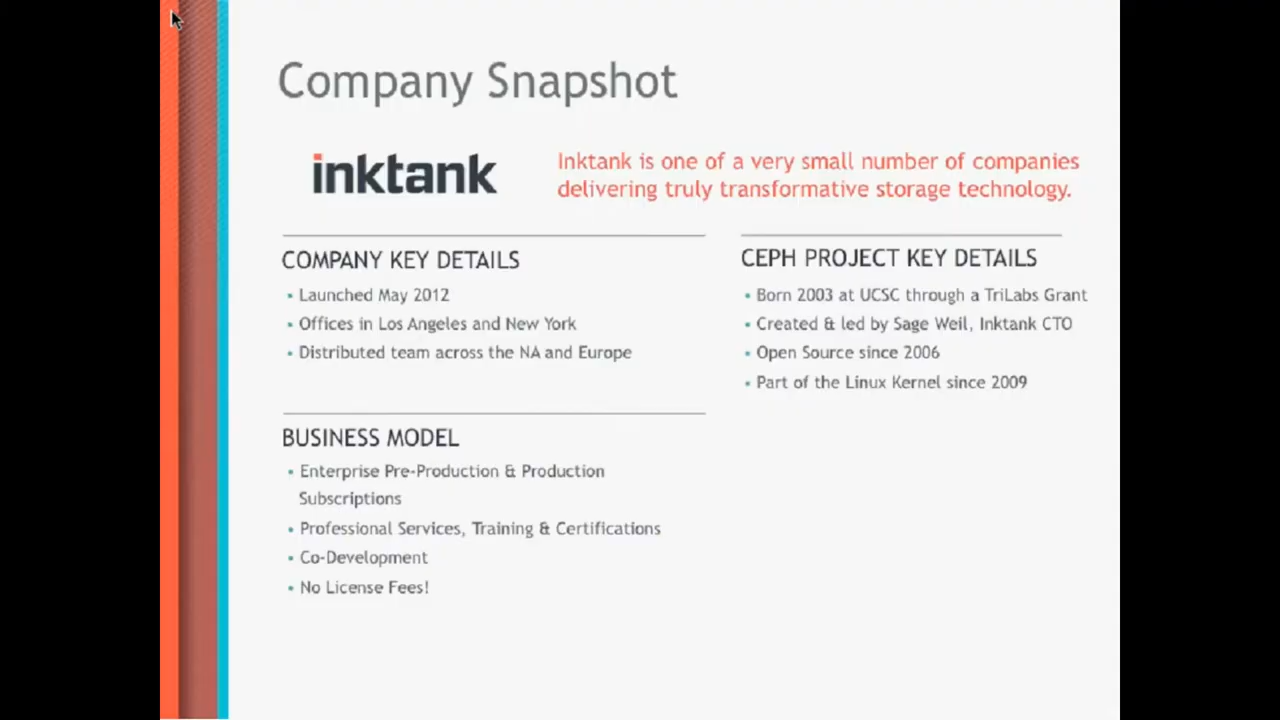 Company Snapshot
inktank
Inktank is one of a very small number of companies
delivering truly transformative storage technology.
COMPANY KEY DETAILS
▪ Launched May 2012
▪ Offices in Los Angeles and New York
▪ Distributed team across the NA and Europe
CEPH PROJECT KEY DETAILS
▪ Born 2003 at UCSC through a TriLabs Grant
▪ Created & led by Sage Weil, Inktank CTO
▪ Open Source since 2006
▪ Part of the Linux Kernel since 2009
BUSINESS MODEL
▪ Enterprise Pre-Production & Production
Subscriptions
▪ Professional Services, Training & Certifications
▪ Co-Development
▪ No License Fees!